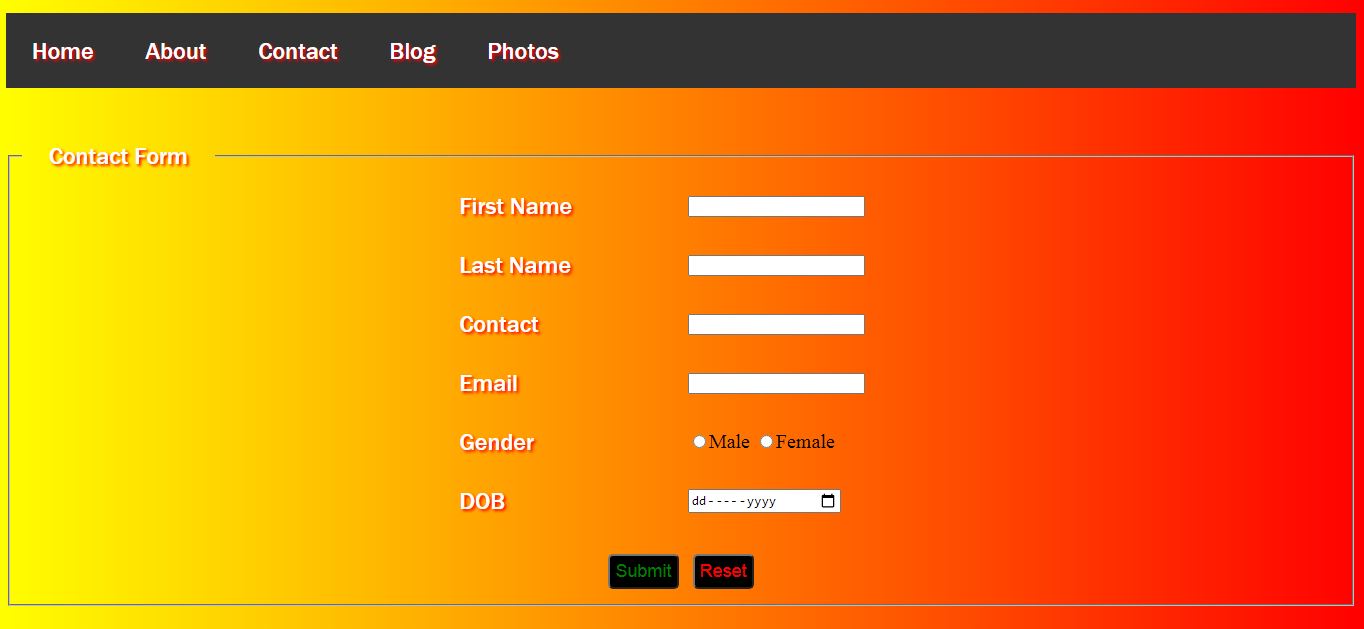 Home About Contact Blog Photos
Contact Form
First Name
Last Name
Contact
Email
Gender Male Female
DOB dd-----yyyy
Submit Reset